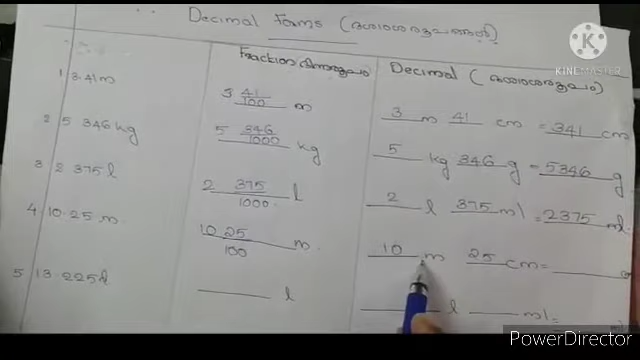 Decimal Forms (ദശാംശരൂപങ്ങൾ)
Fraction (ഭിന്നരൂപം) Decimal (ദശാംശരൂപം)
1 3.41 m 3 41/100 m 3 m 41 cm = 341 cm
2 5 346 kg 5 346/1000 kg 5 kg 346 g = 5346 g
3 2 375 l 2 375/1000 l 2 l 375 ml = 2375 ml
4 10.25 m 10 25/100 m 10 m 25 cm =
5 13.225 l l l ml =
KINEMASTER
PowerDirector